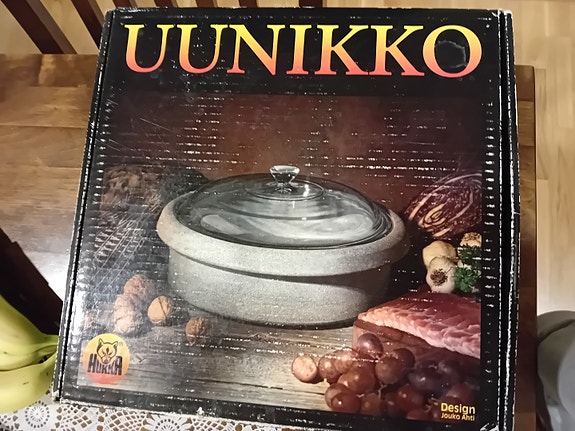 UUNIKKO
HUKKA
Design
Jouko Ahti